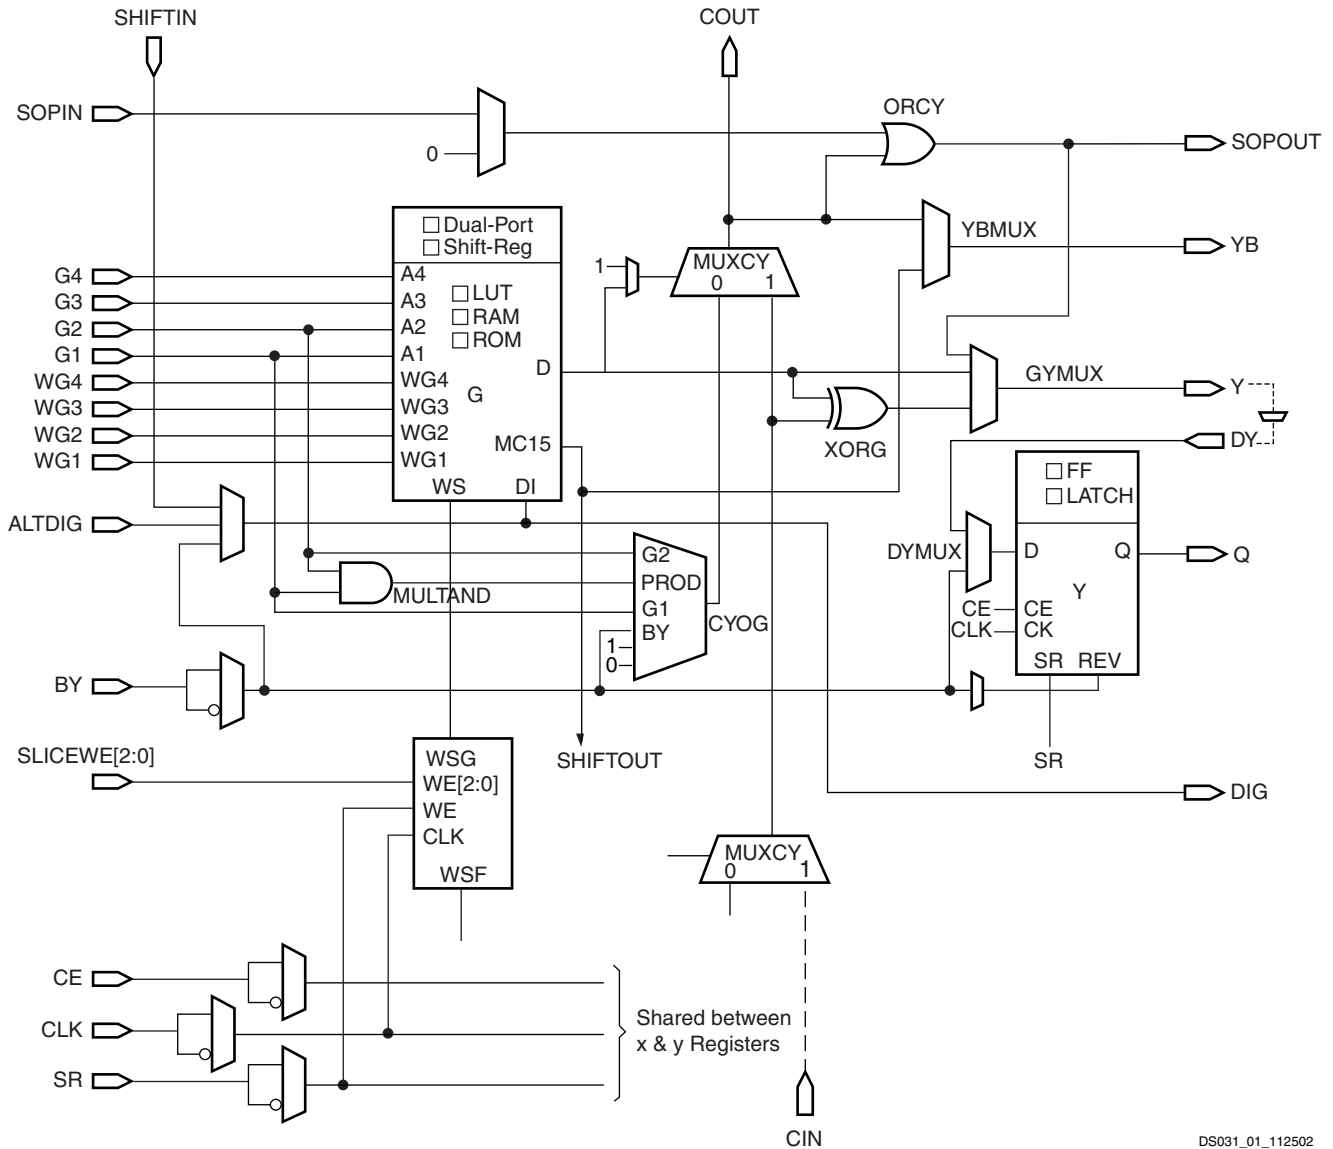 SHIFTIN
COUT
SOPIN
0
ORCY
SOPOUT
Dual-Port
Shift-Reg
YBMUX
YB
G4
G3
G2
G1
WG4
WG3
WG2
WG1
A4
A3
A2
A1
WG4
WG3
WG2
WG1
LUT
RAM
ROM
G
D
MC15
WS
DI
1
MUXCY
0 1
GYMUX
Y
DY
XORG
FF
LATCH
ALTDIG
DYMUX
D
Q
Q
Y
CE
CE
CLK
CK
SR
REV
SR
MULTAND
G2
PROD
G1
BY
1
0
CYOG
BY
SLICEWE[2:0]
WSG
WE[2:0]
WE
CLK
WSF
SHIFTOUT
DIG
MUXCY
0 1
CE
CLK
SR
Shared between
x & y Registers
CIN
DS031_01_112502